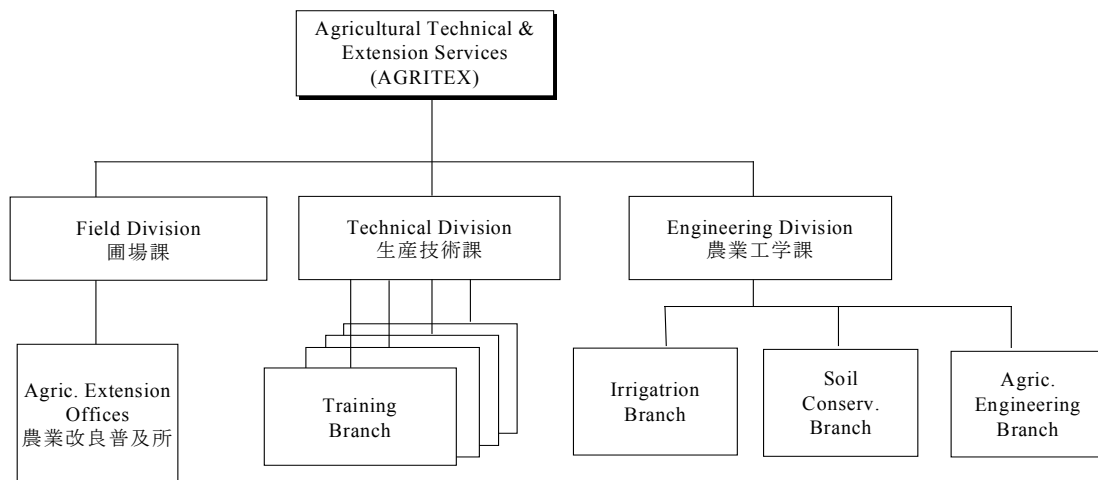 Agricultural Technical &
Extension Services
(AGRITEX)
Field Division
圃場課
Technical Division
生産技術課
Engineering Division
農業工学課
Agric. Extension
Offices
農業改良普及所
Training
Branch
Irrigatrion
Branch
Soil
Conserv.
Branch
Agric.
Engineering
Branch